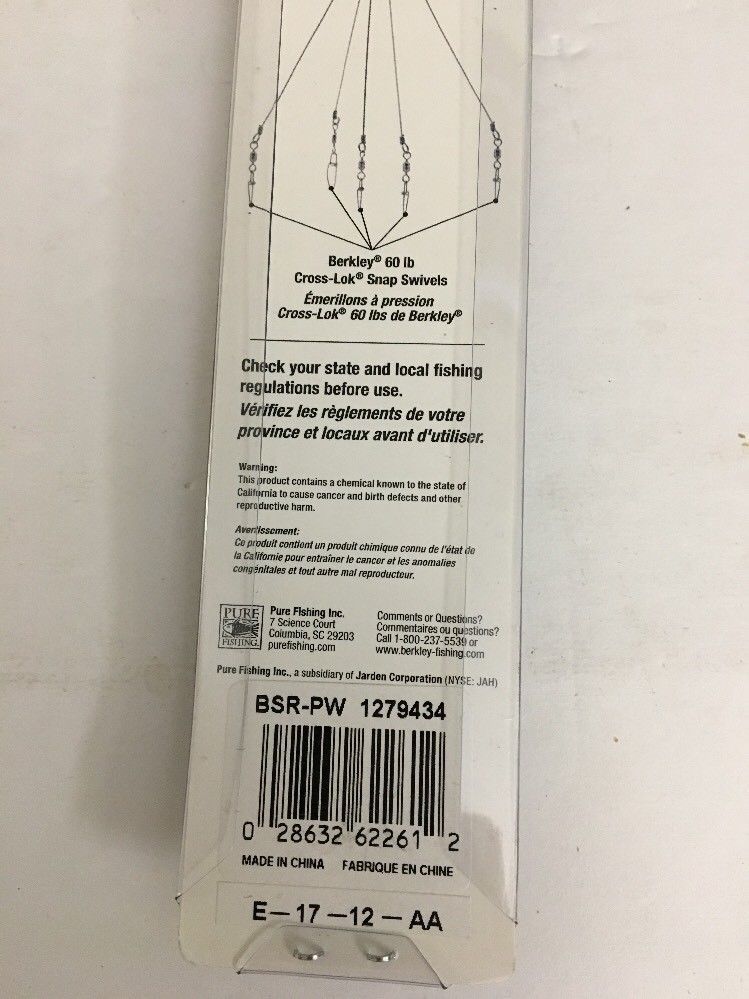 Berkley® 60 lb
Cross-Lok® Snap Swivels
Émerillons à pression
Cross-Lok® 60 lbs de Berkley®
Check your state and local fishing
regulations before use.
Vérifiez les règlements de votre
province et locaux avant d'utiliser.
Warning:
This product contains a chemical known to the state of
California to cause cancer and birth defects and other
reproductive harm.
Avertissement:
Ce produit contient un produit chimique connu de l'état de
la Californie pour entraîner le cancer et les anomalies
congénitales et tout autre mal reproducteur.
PURE
FISHING.
Pure Fishing Inc.
7 Science Court
Columbia, SC 29203
purefishing.com
Comments or Questions?
Commentaires ou questions?
Call 1-800-237-5539 or
www.berkley-fishing.com
Pure Fishing Inc., a subsidiary of Jarden Corporation (NYSE: JAH)
BSR-PW 1279434
0 28632 62261 2
MADE IN CHINA FABRIQUE EN CHINE
E-17-12-AA